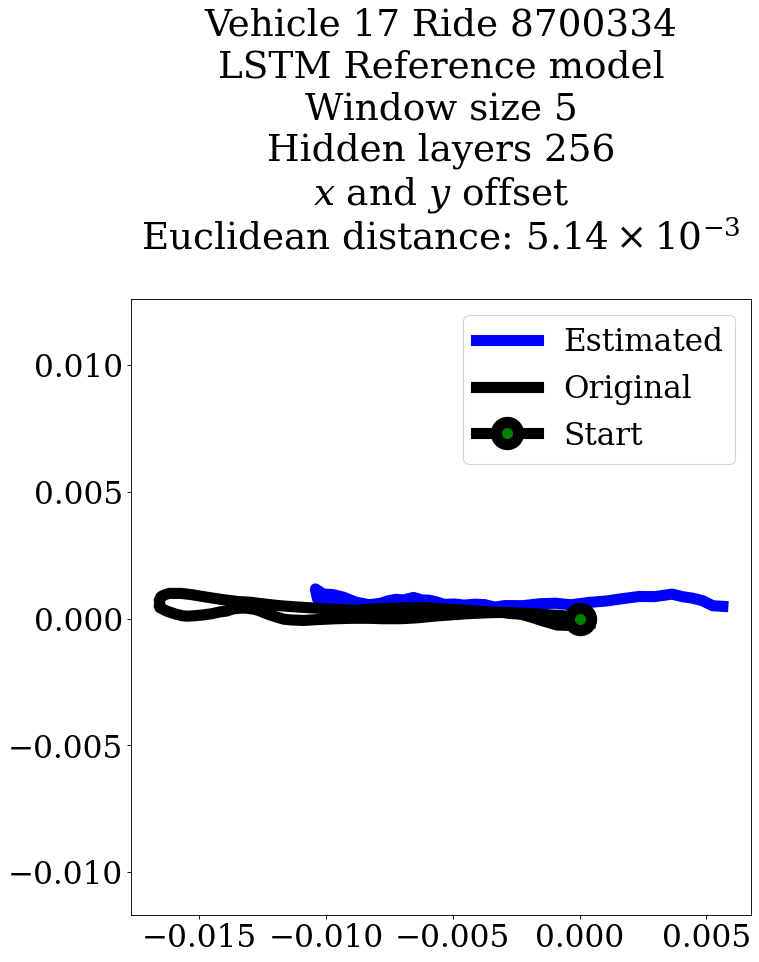 Vehicle 17 Ride 8700334
LSTM Reference model
Window size 5
Hidden layers 256
x and y offset
Euclidean distance: 5.14 × 10⁻³
Estimated
Original
Start
0.010
0.005
0.000
−0.005
−0.010
−0.015 −0.010 −0.005 0.000 0.005